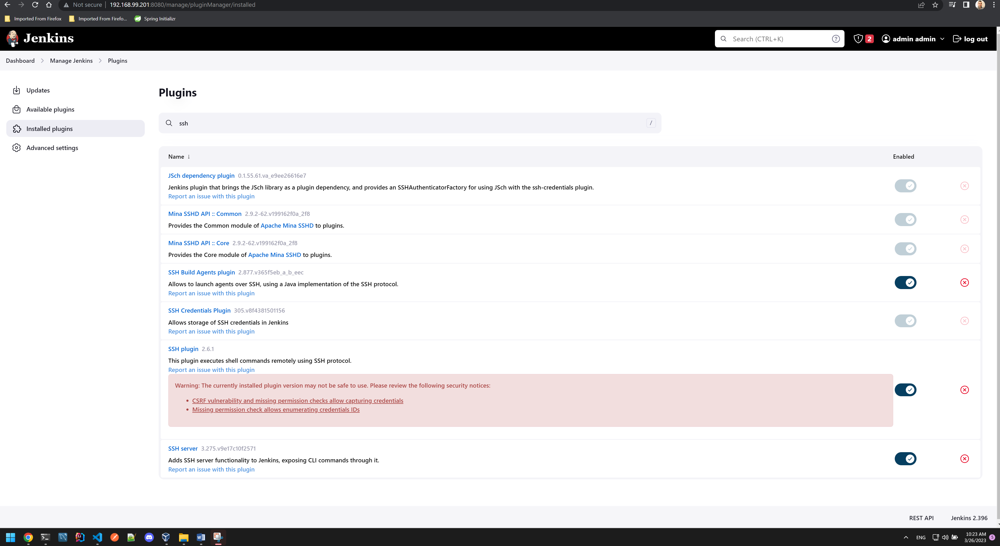 Not secure 192.168.99.201:8080/manage/pluginManager/installed
Imported From Firefox Imported From Firefo... Spring Initializr
Jenkins Search (CTRL+K) ? 2 admin admin log out
Dashboard Manage Jenkins Plugins
Updates
Available plugins
Installed plugins
Advanced settings
Plugins
ssh /
Name ↓ Enabled
JSch dependency plugin 0.1.55.61.va_e9ee26616e7
Jenkins plugin that brings the JSch library as a plugin dependency, and provides an SSHAuthenticatorFactory for using JSch with the ssh-credentials plugin.
Report an issue with this plugin
Mina SSHD API :: Common 2.9.2-62.v199162f0a_2f8
Provides the Common module of Apache Mina SSHD to plugins.
Mina SSHD API :: Core 2.9.2-62.v199162f0a_2f8
Provides the Core module of Apache Mina SSHD to plugins.
SSH Build Agents plugin 2.877.v365f5eb_a_b_eec
Allows to launch agents over SSH, using a Java implementation of the SSH protocol.
Report an issue with this plugin
SSH Credentials Plugin 305.v8f4381501156
Allows storage of SSH credentials in Jenkins
Report an issue with this plugin
SSH plugin 2.6.1
This plugin executes shell commands remotely using SSH protocol.
Report an issue with this plugin
Warning: The currently installed plugin version may not be safe to use. Please review the following security notices:
• CSRF vulnerability and missing permission checks allow capturing credentials
• Missing permission check allows enumerating credentials IDs
SSH server 3.275.v9e17c10f2571
Adds SSH server functionality to Jenkins, exposing CLI commands through it.
Report an issue with this plugin
REST API Jenkins 2.396
ENG 10:23 AM
3/26/2023 5